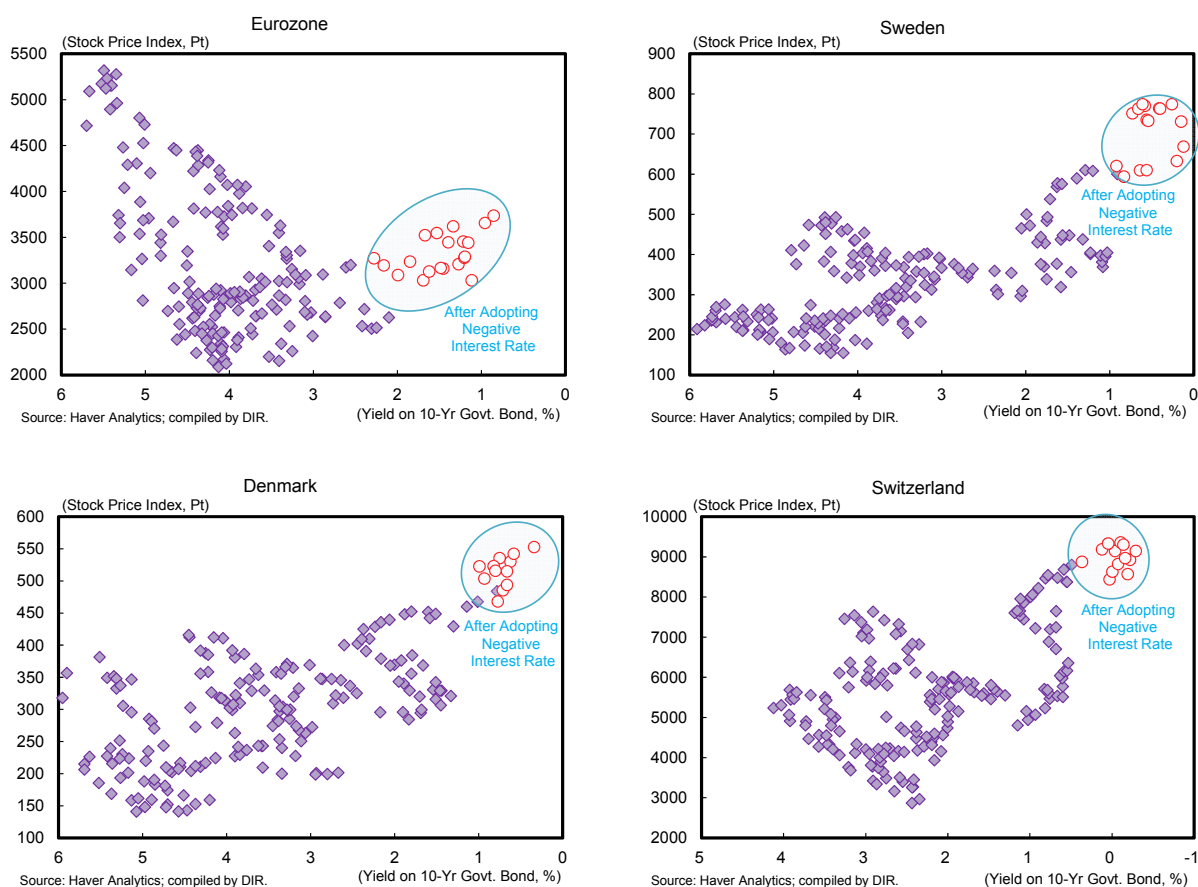 Eurozone
(Stock Price Index, Pt)
5500
5000
4500
4000
3500
3000
2500
2000
6 5 4 3 2 1 0
After Adopting
Negative
Interest Rate
Source: Haver Analytics; compiled by DIR.
(Yield on 10-Yr Govt. Bond, %)
Sweden
(Stock Price Index, Pt)
900
800
700
600
500
400
300
200
100
6 5 4 3 2 1 0
After Adopting
Negative
Interest Rate
Source: Haver Analytics; compiled by DIR.
(Yield on 10-Yr Govt. Bond, %)
Denmark
(Stock Price Index, Pt)
600
550
500
450
400
350
300
250
200
150
100
6 5 4 3 2 1 0
After Adopting
Negative
Interest Rate
Source: Haver Analytics; compiled by DIR.
(Yield on 10-Yr Govt. Bond, %)
Switzerland
(Stock Price Index, Pt)
10000
9000
8000
7000
6000
5000
4000
3000
2000
5 4 3 2 1 0 -1
After Adopting
Negative
Interest Rate
Source: Haver Analytics; compiled by DIR.
(Yield on 10-Yr Govt. Bond, %)